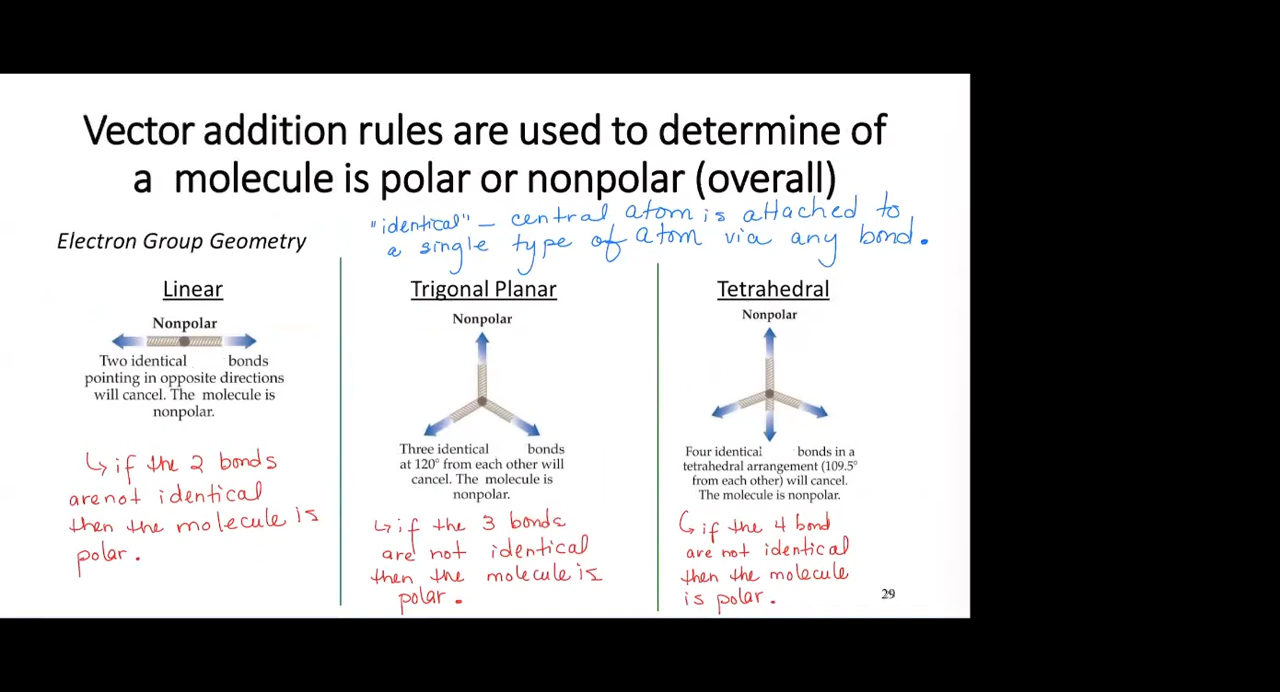 Vector addition rules are used to determine of
a molecule is polar or nonpolar (overall)
"identical" – central atom is attached to
a single type of atom via any bond.
Electron Group Geometry
Linear
Nonpolar
Two identical bonds
pointing in opposite directions
will cancel. The molecule is
nonpolar.
↳ if the 2 bonds
are not identical
then the molecule is
polar.
Trigonal Planar
Nonpolar
Three identical bonds
at 120° from each other will
cancel. The molecule is
nonpolar.
↳ if the 3 bonds
are not identical
then the molecule is
polar.
Tetrahedral
Nonpolar
Four identical bonds in a
tetrahedral arrangement (109.5°
from each other) will cancel.
The molecule is nonpolar.
↳ if the 4 bond
are not identical
then the molecule
is polar.
29